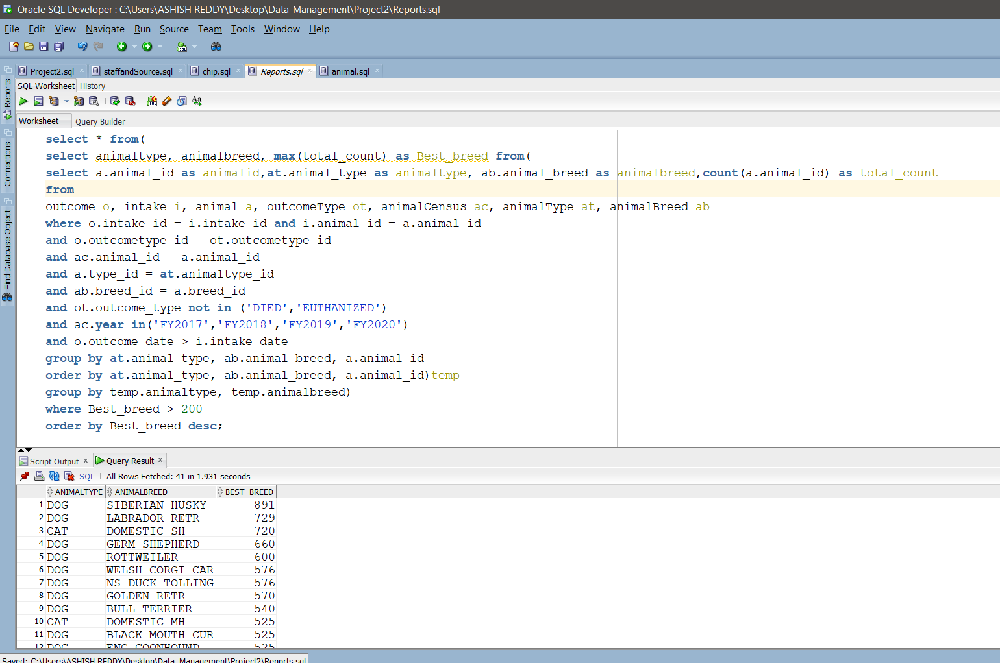 Oracle SQL Developer : C:\Users\ASHISH REDDY\Desktop\Data_Management\Project2\Reports.sql
File Edit View Navigate Run Source Team Tools Window Help
Project2.sql staffandSource.sql chip.sql Reports.sql animal.sql
Reports
Connections
Find Database Object
SQL Worksheet History
Worksheet Query Builder
select * from(
select animaltype, animalbreed, max(total_count) as Best_breed from(
select a.animal_id as animalid,at.animal_type as animaltype, ab.animal_breed as animalbreed,count(a.animal_id) as total_count
from
outcome o, intake i, animal a, outcomeType ot, animalCensus ac, animalType at, animalBreed ab
where o.intake_id = i.intake_id and i.animal_id = a.animal_id
and o.outcometype_id = ot.outcometype_id
and ac.animal_id = a.animal_id
and a.type_id = at.animaltype_id
and ab.breed_id = a.breed_id
and ot.outcome_type not in ('DIED','EUTHANIZED')
and ac.year in('FY2017','FY2018','FY2019','FY2020')
and o.outcome_date > i.intake_date
group by at.animal_type, ab.animal_breed, a.animal_id
order by at.animal_type, ab.animal_breed, a.animal_id)temp
group by temp.animaltype, temp.animalbreed)
where Best_breed > 200
order by Best_breed desc;
Script Output x Query Result x
SQL | All Rows Fetched: 41 in 1.931 seconds
ANIMALTYPE ANIMALBREED BEST_BREED
1 DOG SIBERIAN HUSKY 891
2 DOG LABRADOR RETR 729
3 CAT DOMESTIC SH 720
4 DOG GERM SHEPHERD 660
5 DOG ROTTWEILER 600
6 DOG WELSH CORGI CAR 576
7 DOG NS DUCK TOLLING 576
8 DOG GOLDEN RETR 570
9 DOG BULL TERRIER 540
10 CAT DOMESTIC MH 525
11 DOG BLACK MOUTH CUR 525
12 DOG ENG COONHOUND 525
Saved: C:\Users\ASHISH REDDY\Desktop\Data_Management\Project2\Reports.sql